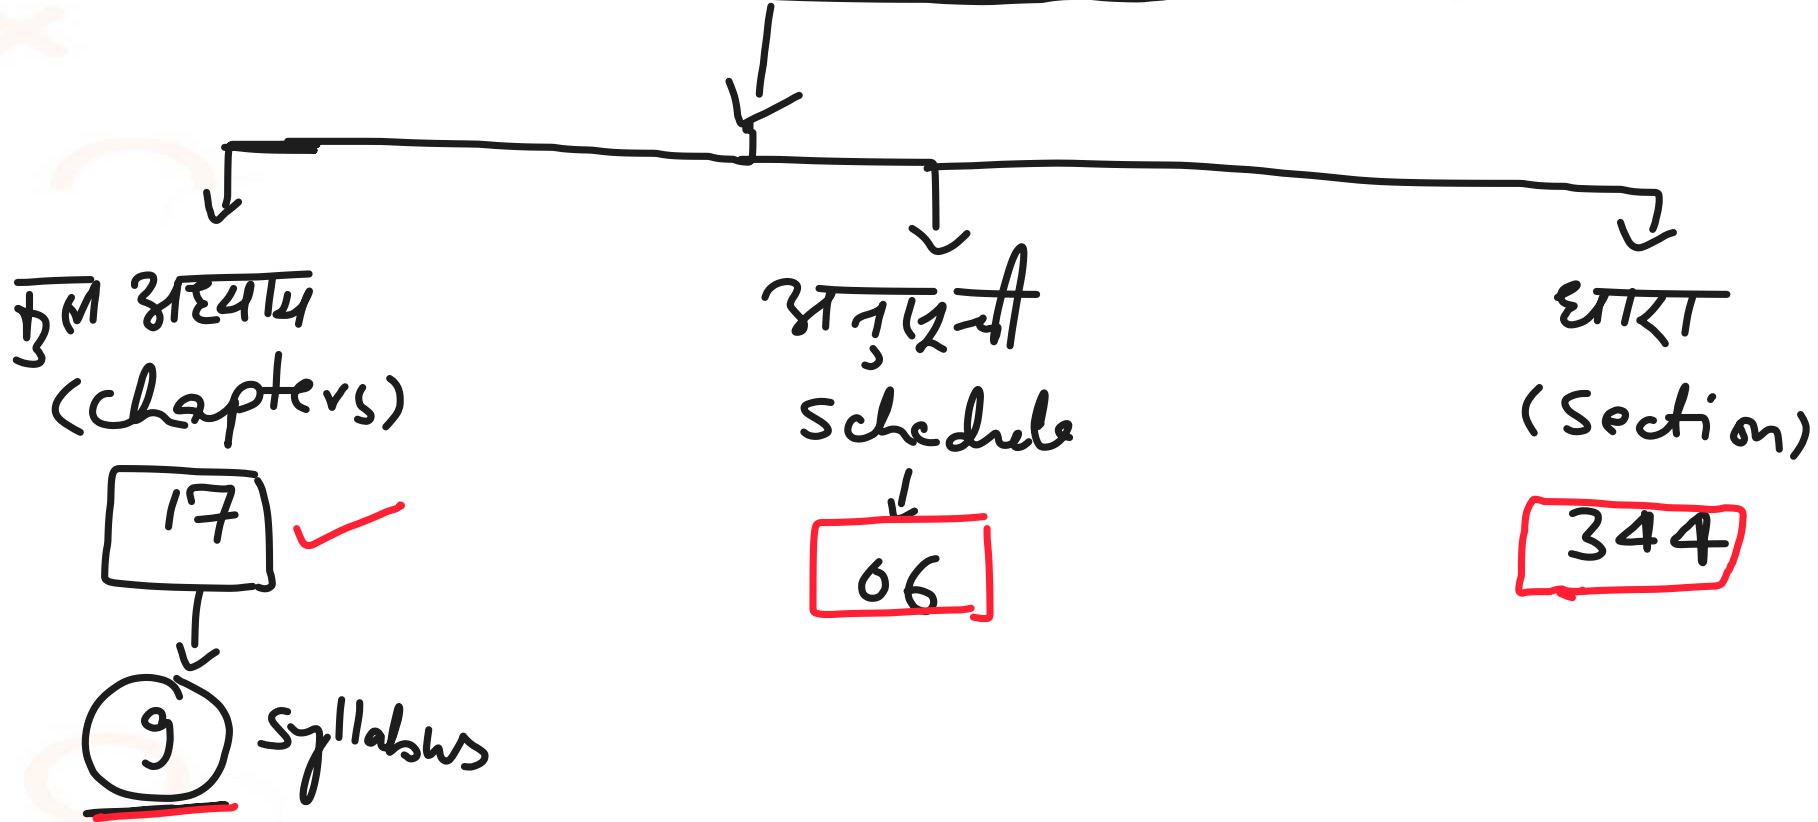 कुल अध्याय
(Chapters)
17
9 Syllabus
अनुसूची
Schedule
06
धारा
(Section)
344